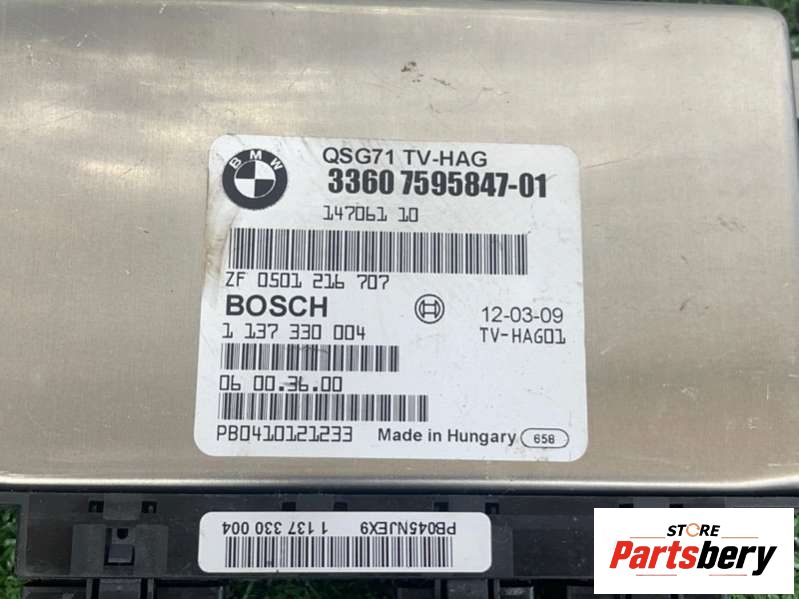 BMW
QSG71 TV-HAG
3360 7595847-01
147061 10
ZF 0501 216 707
BOSCH
12-03-09
1 137 330 004
TV-HAG01
06 00.36.00
PB0410121233
Made in Hungary
658
1 137 330 004
PB045NJEX9
STORE
Partsbery